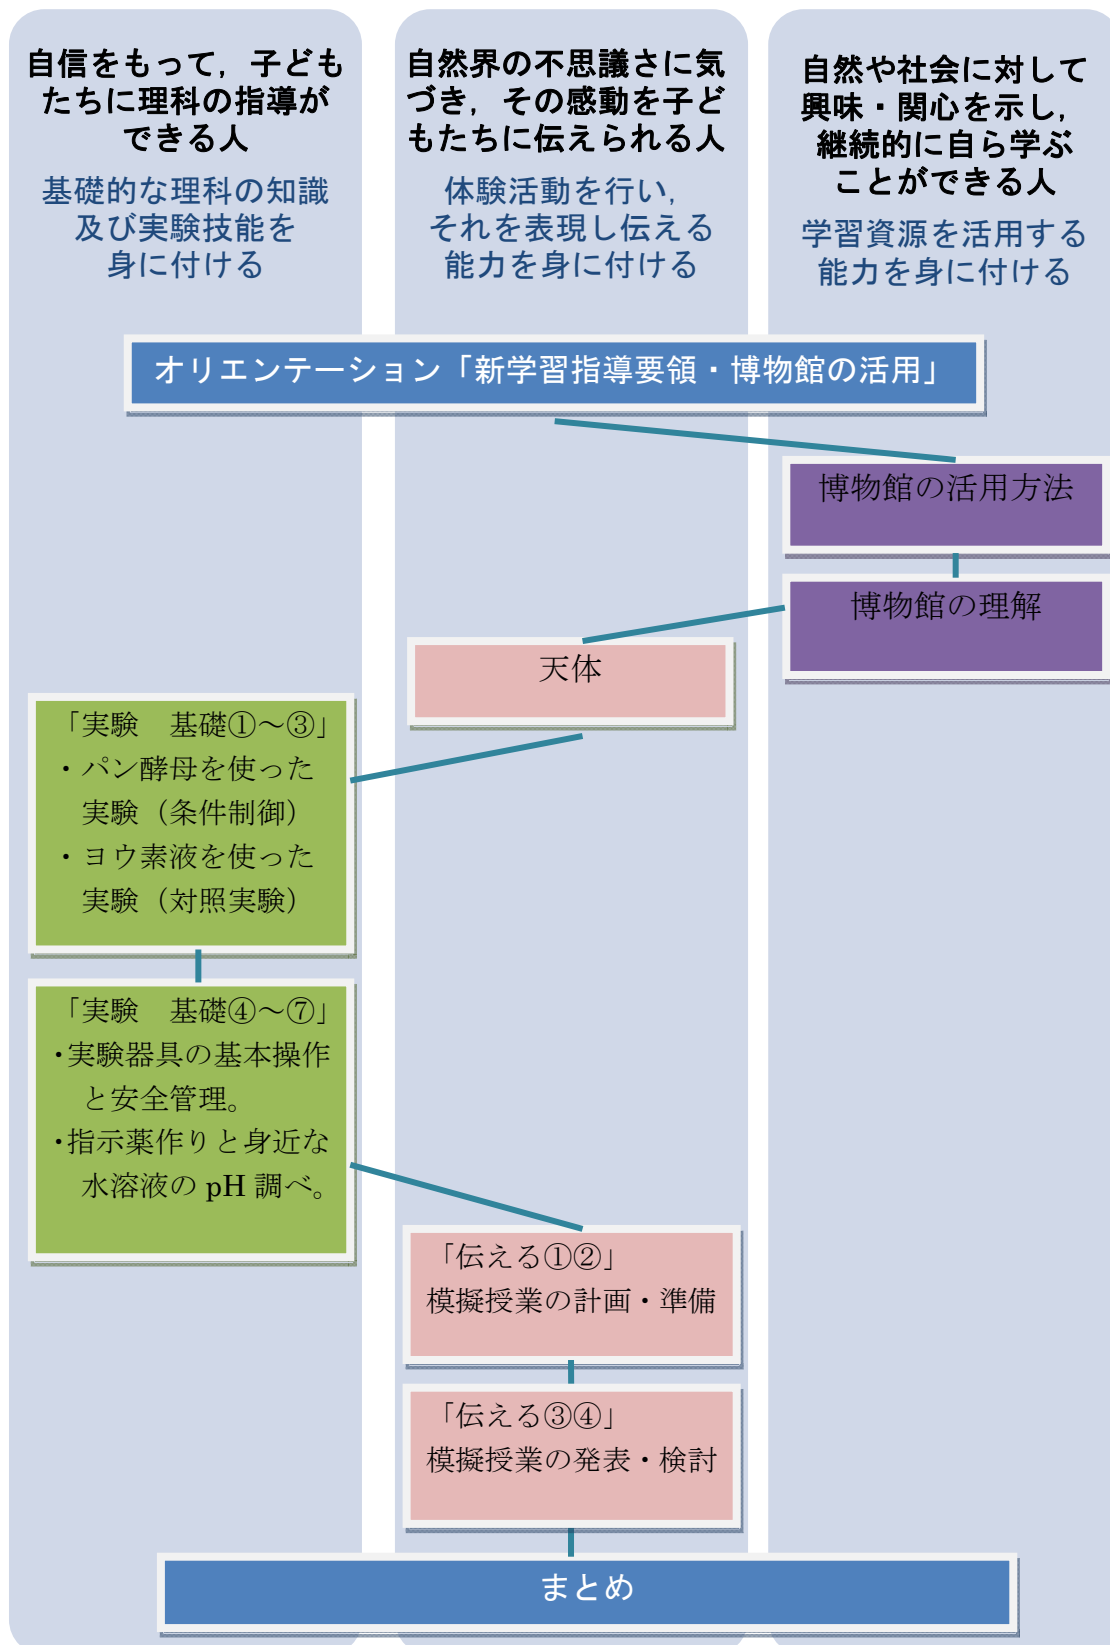 自信をもって，子ども
たちに理科の指導が
できる人
基礎的な理科の知識
及び実験技能を
身に付ける
自然界の不思議さに気
づき，その感動を子ど
もたちに伝えられる人
体験活動を行い，
それを表現し伝える
能力を身に付ける
自然や社会に対して
興味・関心を示し，
継続的に自ら学ぶ
ことができる人
学習資源を活用する
能力を身に付ける
オリエンテーション「新学習指導要領・博物館の活用」
博物館の活用方法
博物館の理解
天体
「実験　基礎①～③」
・パン酵母を使った
実験（条件制御）
・ヨウ素液を使った
実験（対照実験）
「実験　基礎④～⑦」
・実験器具の基本操作
と安全管理。
・指示薬作りと身近な
水溶液の pH 調べ。
「伝える①②」
模擬授業の計画・準備
「伝える③④」
模擬授業の発表・検討
まとめ